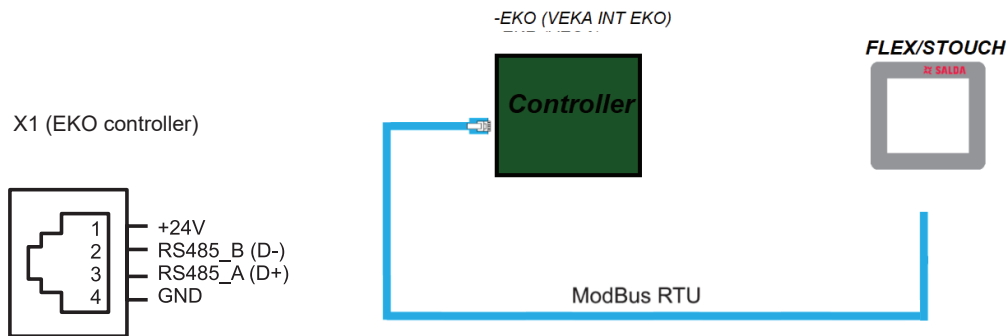 -EKO (VEKA INT EKO)
FLEX/STOUCH
SALDA
Controller
X1 (EKO controller)
1 +24V
2 RS485_B (D-)
3 RS485_A (D+)
4 GND
ModBus RTU